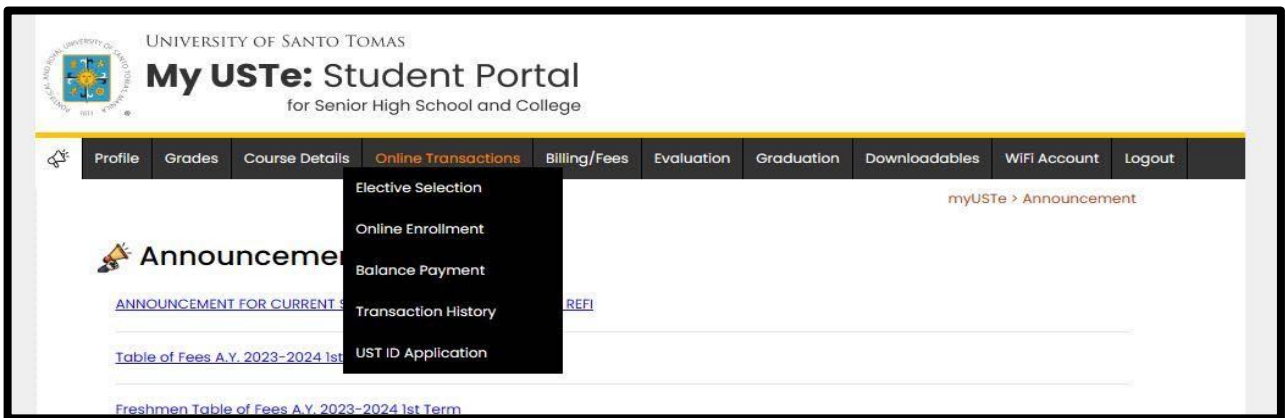 UNIVERSITY OF SANTO TOMAS
My USTe: Student Portal
for Senior High School and College
Profile Grades Course Details Online Transactions Billing/Fees Evaluation Graduation Downloadables WiFi Account Logout
Elective Selection
Online Enrollment
Balance Payment
Transaction History
UST ID Application
myUSTe > Announcement
Announcemen
ANNOUNCEMENT FOR CURRENT S REFI
Table of Fees A.Y. 2023-2024 1st
Freshmen Table of Fees A.Y. 2023-2024 1st Term